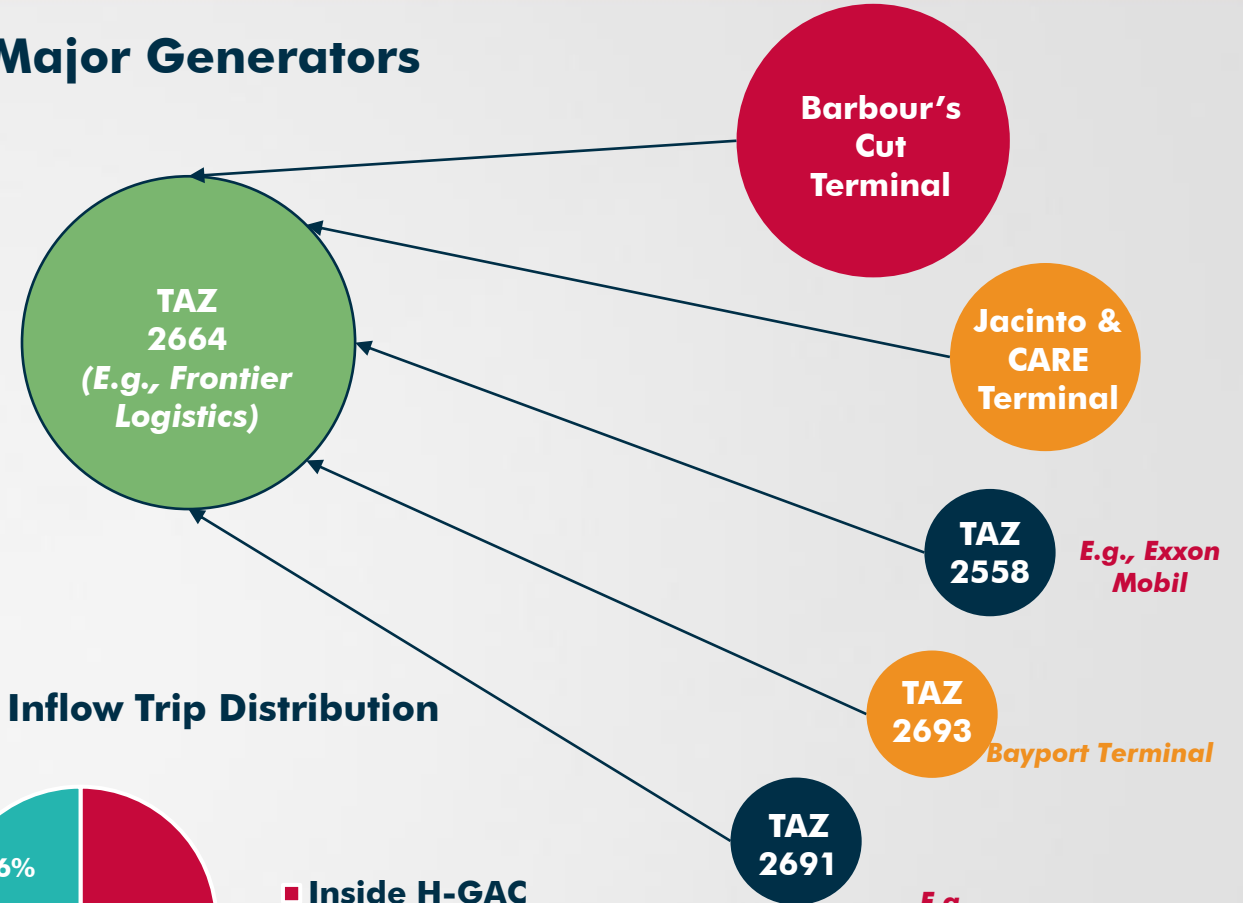 Major Generators
Barbour’s
Cut
Terminal
TAZ
2664
(E.g., Frontier
Logistics)
Jacinto &
CARE
Terminal
TAZ
2558
E.g., Exxon
Mobil
TAZ
2693
Bayport Terminal
Inflow Trip Distribution
TAZ
2691
6%
Inside H-GAC
E.g.